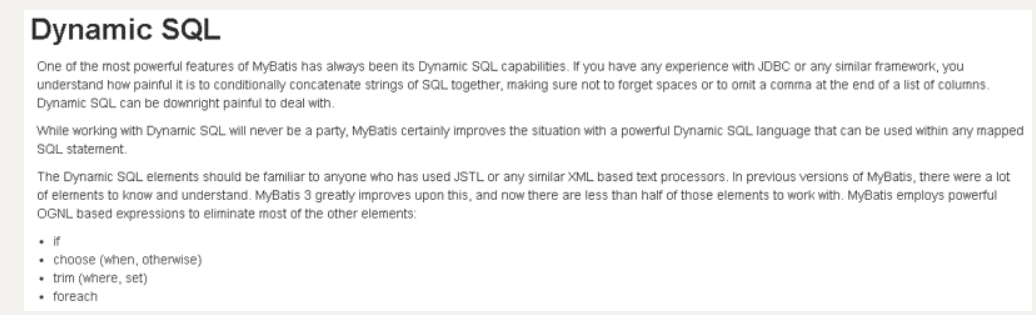 Dynamic SQL
One of the most powerful features of MyBatis has always been its Dynamic SQL capabilities. If you have any experience with JDBC or any similar framework, you
understand how painful it is to conditionally concatenate strings of SQL together, making sure not to forget spaces or to omit a comma at the end of a list of columns.
Dynamic SQL can be downright painful to deal with.
While working with Dynamic SQL will never be a party, MyBatis certainly improves the situation with a powerful Dynamic SQL language that can be used within any mapped
SQL statement.
The Dynamic SQL elements should be familiar to anyone who has used JSTL or any similar XML based text processors. In previous versions of MyBatis, there were a lot
of elements to know and understand. MyBatis 3 greatly improves upon this, and now there are less than half of those elements to work with. MyBatis employs powerful
OGNL based expressions to eliminate most of the other elements:
• if
• choose (when, otherwise)
• trim (where, set)
• foreach